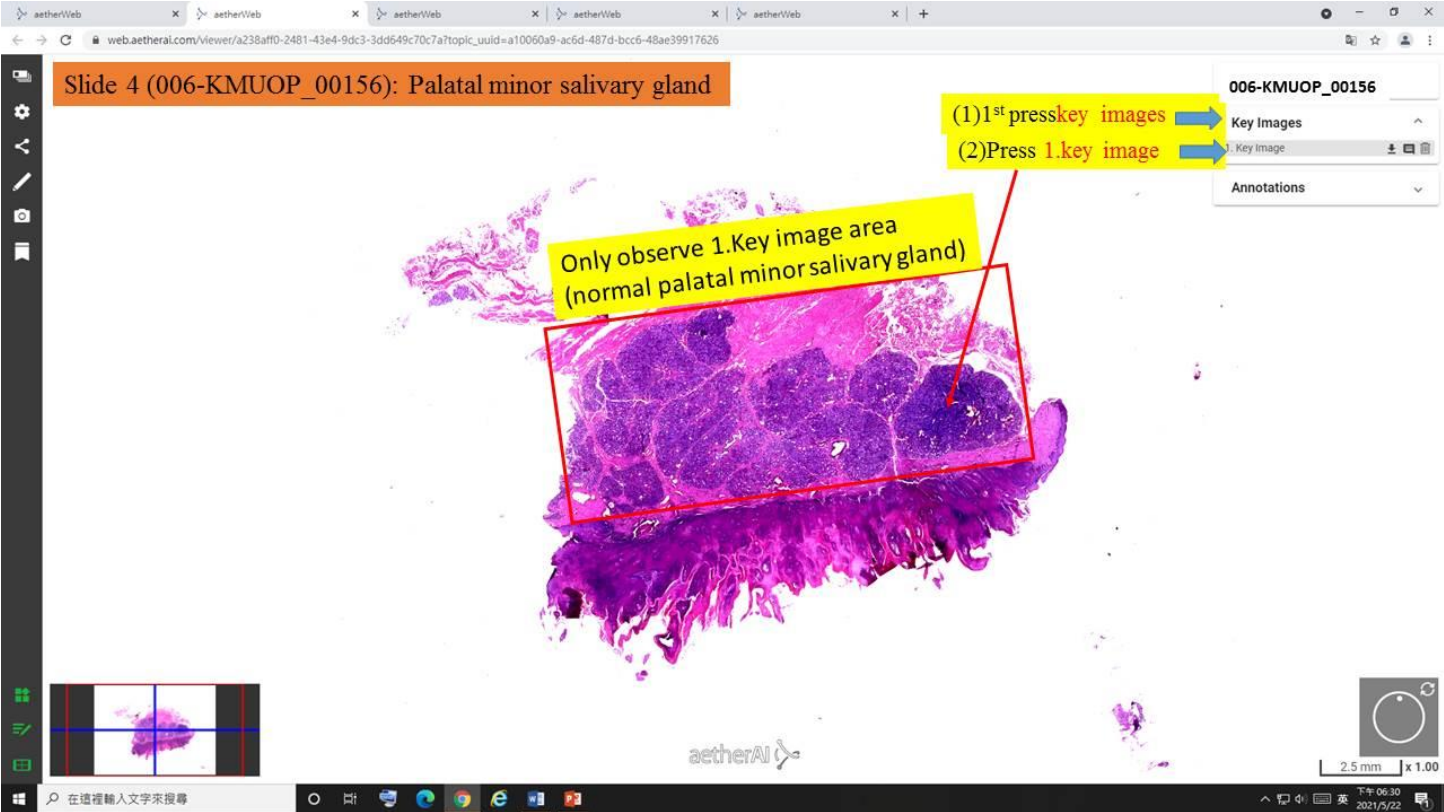 aetherWeb
aetherWeb
aetherWeb
aetherWeb
aetherWeb
web.aetherai.com/viewer/a238aff0-2481-43e4-9dc3-3dd649c70c7a?topic_uuid=a10060a9-ac6d-487d-bcc6-48ae39917626
Slide 4 (006-KMUOP_00156): Palatal minor salivary gland
006-KMUOP_00156
(1)1st presskey images
Key Images
(2)Press 1.key image
1. Key Image
Annotations
Only observe 1.Key image area
(normal palatal minor salivary gland)
aetherAI
2.5 mm
x 1.00
在這裡輸入文字來搜尋
英
下午 06:30
2021/5/22